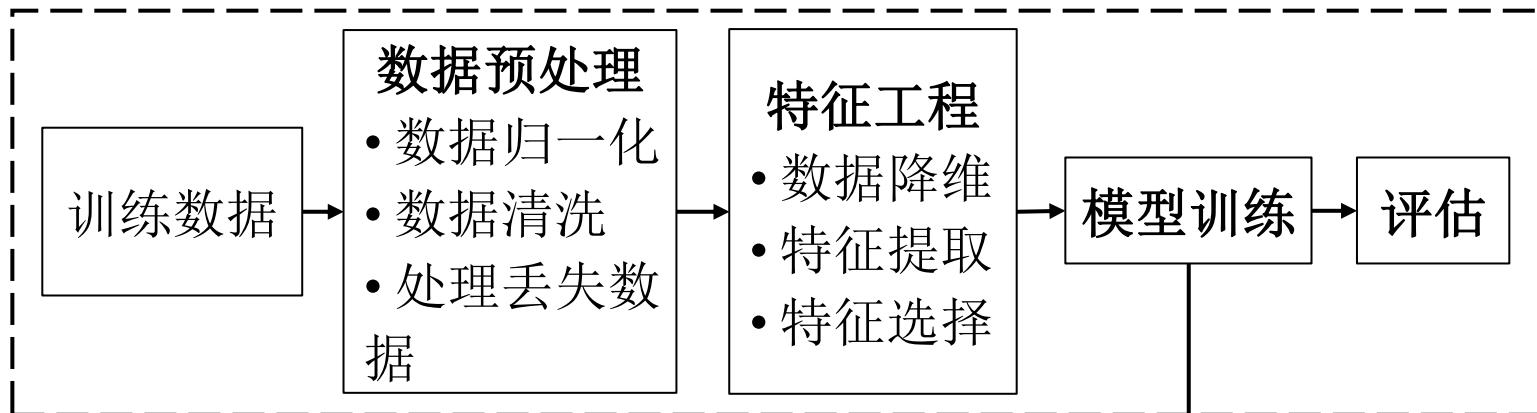 训练数据
数据预处理
• 数据归一化
• 数据清洗
• 处理丢失数
据
特征工程
• 数据降维
• 特征提取
• 特征选择
模型训练
评估